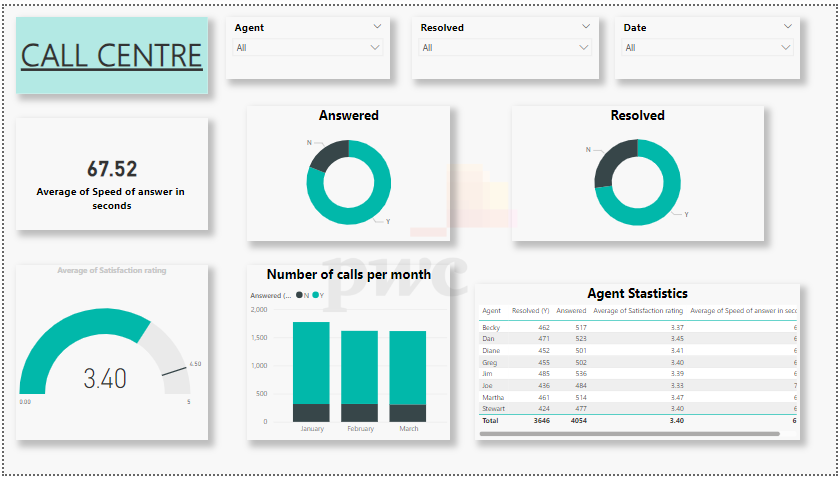 CALL CENTRE
Agent
All
Resolved
All
Date
All
67.52
Average of Speed of answer in
seconds
Answered
N
Y
Resolved
N
Y
pwc
Average of Satisfaction rating
3.40
4.50
0.00
5
Number of calls per month
Answered (... N Y
2,000
1,500
1,000
500
0
January February March
Agent Stastistics
Agent Resolved (Y) Answered Average of Satisfaction rating Average of Speed of answer in seco
Becky 462 517 3.37 6
Dan 471 523 3.45 6
Diane 452 501 3.41 6
Greg 455 502 3.40 6
Jim 485 536 3.39 6
Joe 436 484 3.33 7
Martha 461 514 3.47 6
Stewart 424 477 3.40 6
Total 3646 4054 3.40 6